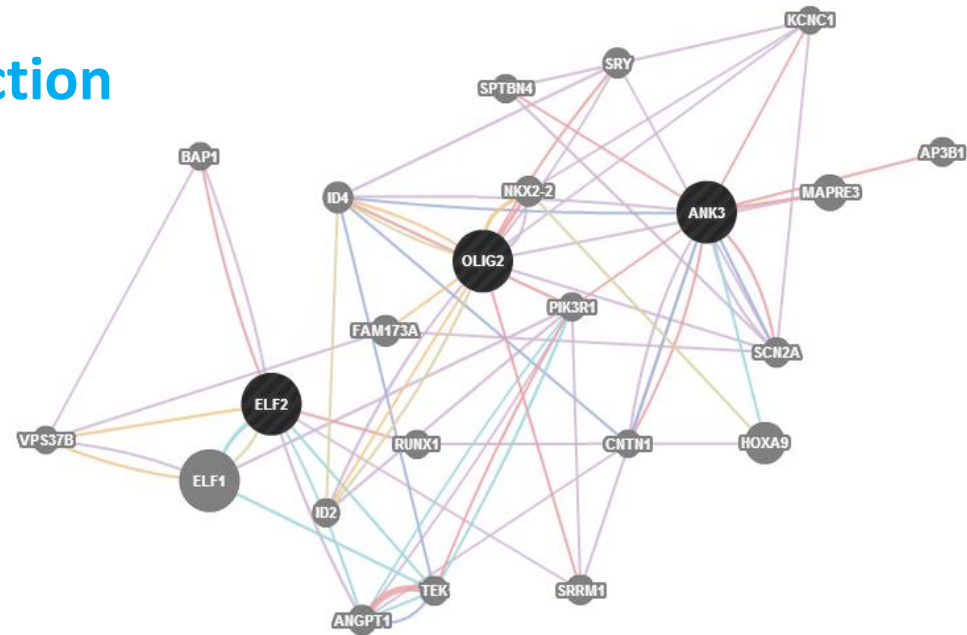 ction
KCNC1
SRY
SPTBN4
BAP1
AP3B1
ID4
NKX2-2
MAPRE3
ANK3
OLIG2
PIK3R1
FAM173A
SCN2A
ELF2
VPS37B
RUNX1
CNTN1
HOXA9
ELF1
ID2
TEK
SRRM1
ANGPT1